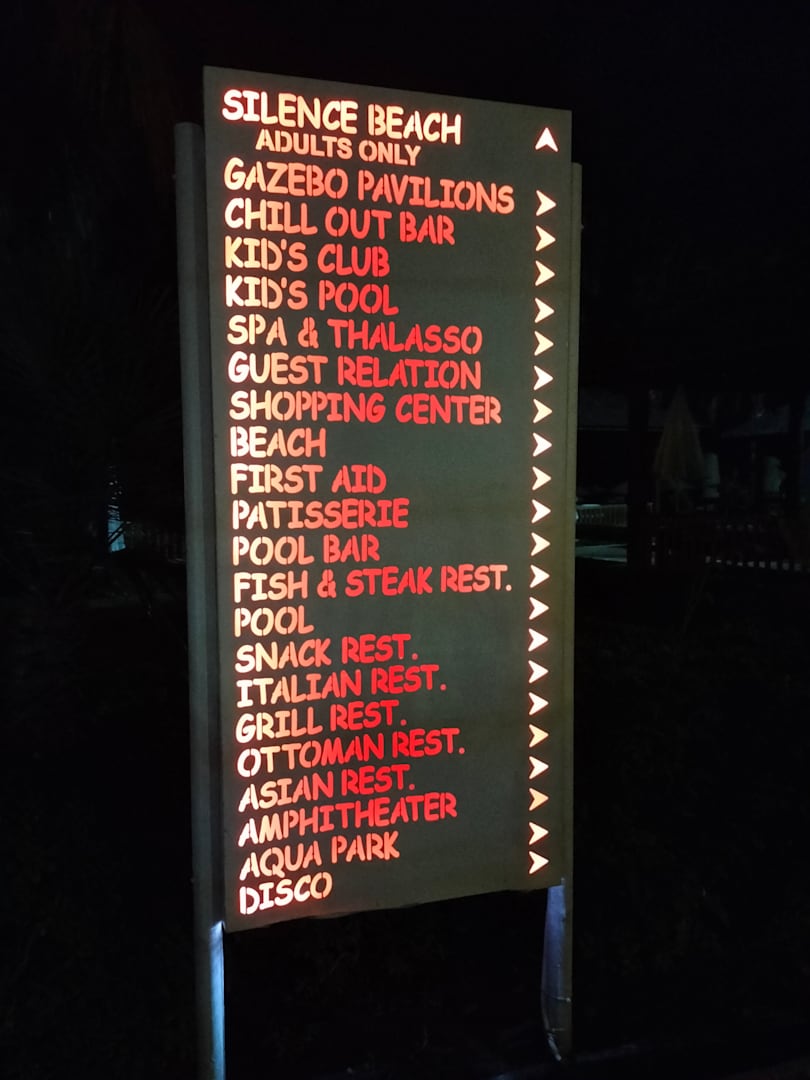 SILENCE BEACH
ADULTS ONLY
GAZEBO PAVILIONS
CHILL OUT BAR
KID'S CLUB
KID'S POOL
SPA & THALASSO
GUEST RELATION
SHOPPING CENTER
BEACH
FIRST AID
PATISSERIE
POOL BAR
FISH & STEAK REST.
POOL
SNACK REST.
ITALIAN REST.
GRILL REST.
OTTOMAN REST.
ASIAN REST.
AMPHITHEATER
AQUA PARK
DISCO